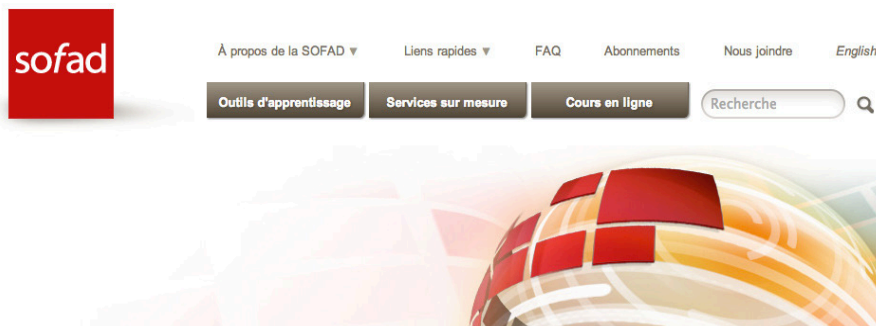 sofad
À propos de la SOFAD ▼ Liens rapides ▼ FAQ Abonnements Nous joindre English
Outils d'apprentissage Services sur mesure Cours en ligne Recherche